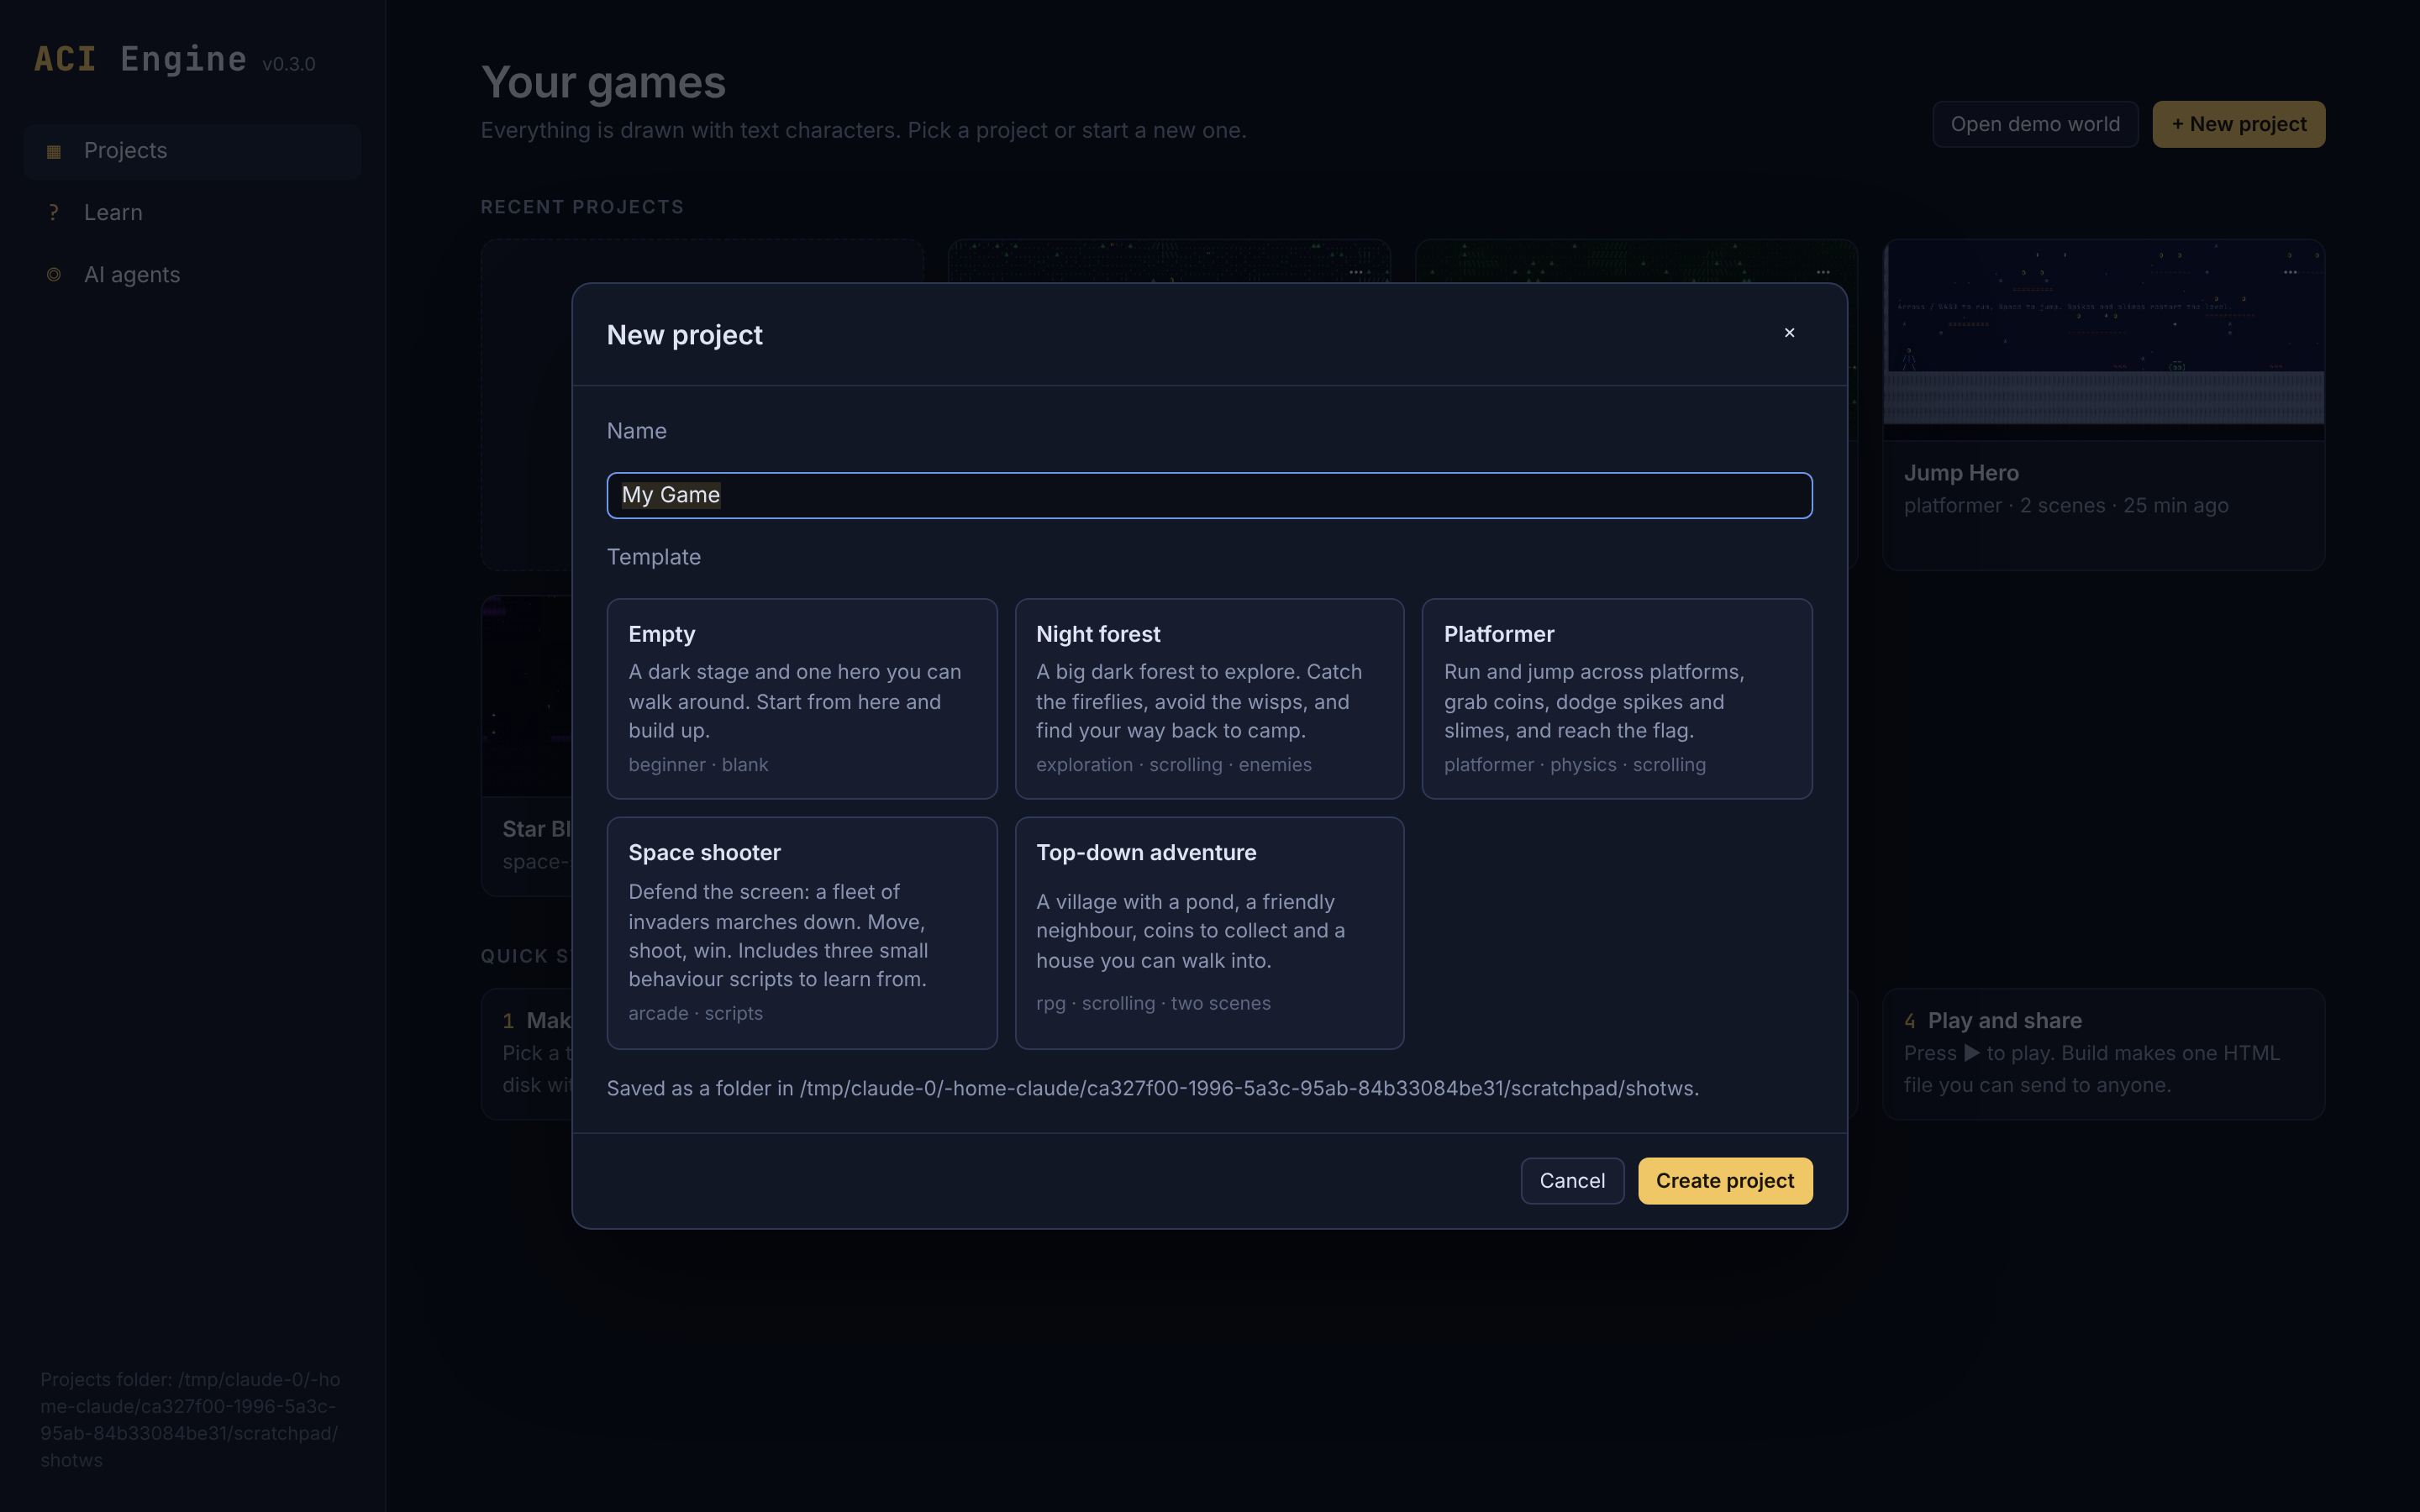 ACI Engine v0.3.0
Projects
? Learn
AI agents
Projects folder: /tmp/claude-0/-ho
me-claude/ca327f00-1996-5a3c-
95ab-84b33084be31/scratchpad/
shotws
Your games
Everything is drawn with text characters. Pick a project or start a new one.
Open demo world
+ New project
RECENT PROJECTS
Jump Hero
platformer · 2 scenes · 25 min ago
Star Bl
space-
QUICK S
1 Mak
Pick a t
disk wit
4 Play and share
Press ▶ to play. Build makes one HTML
file you can send to anyone.
New project
×
Name
My Game
Template
Empty
A dark stage and one hero you can
walk around. Start from here and
build up.
beginner · blank
Night forest
A big dark forest to explore. Catch
the fireflies, avoid the wisps, and
find your way back to camp.
exploration · scrolling · enemies
Platformer
Run and jump across platforms,
grab coins, dodge spikes and
slimes, and reach the flag.
platformer · physics · scrolling
Space shooter
Defend the screen: a fleet of
invaders marches down. Move,
shoot, win. Includes three small
behaviour scripts to learn from.
arcade · scripts
Top-down adventure
A village with a pond, a friendly
neighbour, coins to collect and a
house you can walk into.
rpg · scrolling · two scenes
Saved as a folder in /tmp/claude-0/-home-claude/ca327f00-1996-5a3c-95ab-84b33084be31/scratchpad/shotws.
Cancel
Create project